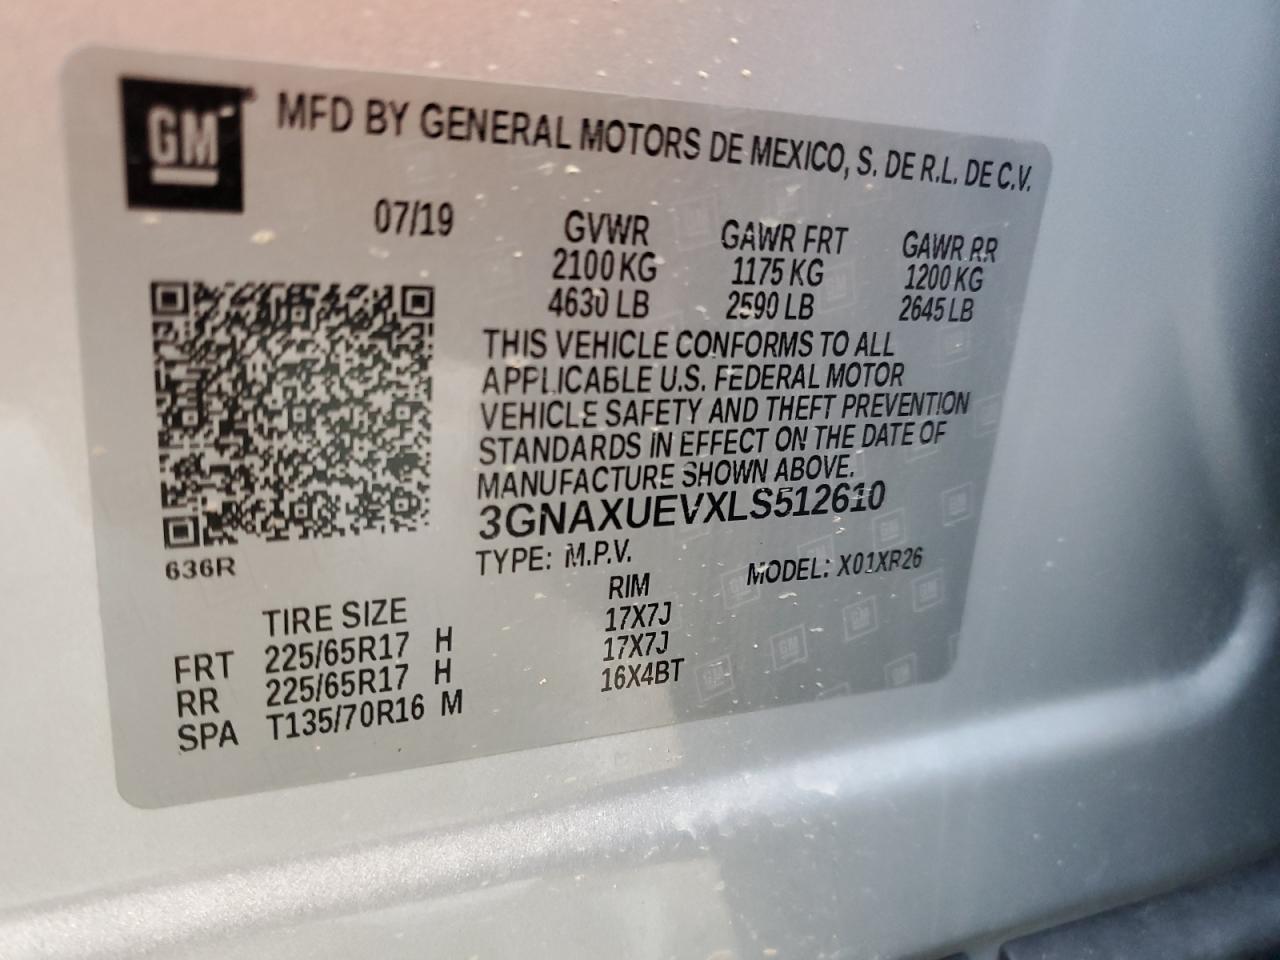 GM
MFD BY GENERAL MOTORS DE MEXICO, S. DE R.L. DE C.V.
07/19 GVWR GAWR FRT GAWR RR
2100 KG 1175 KG 1200 KG
4630 LB 2590 LB 2645 LB
THIS VEHICLE CONFORMS TO ALL
APPLICABLE U.S. FEDERAL MOTOR
VEHICLE SAFETY AND THEFT PREVENTION
STANDARDS IN EFFECT ON THE DATE OF
MANUFACTURE SHOWN ABOVE.
3GNAXUEVXLS512610
636R
TYPE: M.P.V. MODEL: X01XR26
TIRE SIZE RIM
FRT 225/65R17 H 17X7J
RR 225/65R17 H 17X7J
SPA T135/70R16 M 16X4BT